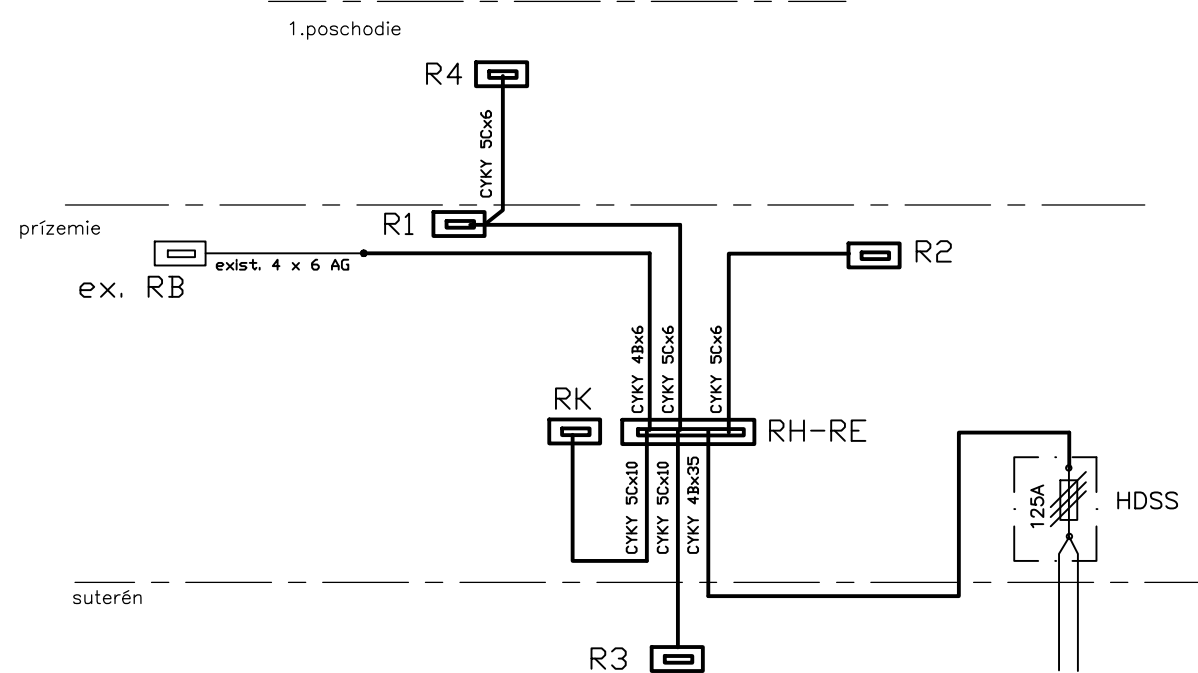 1.poschodie
R4
CYKY 5Cx6
prízemie
R1
R2
exist. 4 x 6 AG
ex. RB
CYKY 4Bx6
CYKY 5Cx6
CYKY 5Cx6
RK
RH-RE
CYKY 5Cx10
CYKY 5Cx10
CYKY 4Bx35
125A
HDSS
suterén
R3